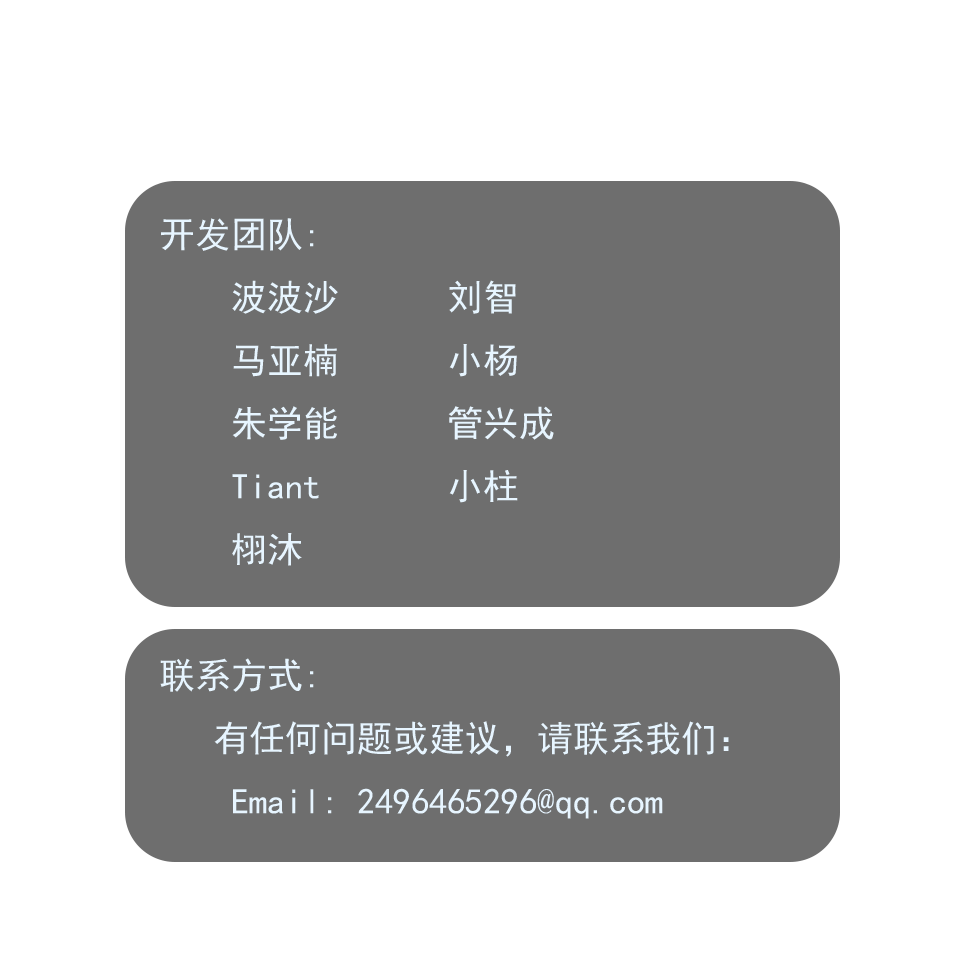 开发团队:
波波沙 刘智
马亚楠 小杨
朱学能 管兴成
Tiant 小柱
栩沐
联系方式:
有任何问题或建议，请联系我们：
Email: 2496465296@qq.com